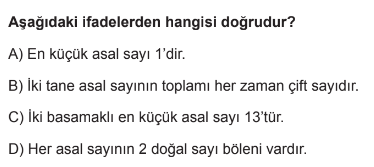 Aşağıdaki ifadelerden hangisi doğrudur?
A) En küçük asal sayı 1'dir.
B) İki tane asal sayının toplamı her zaman çift sayıdır.
C) İki basamaklı en küçük asal sayı 13'tür.
D) Her asal sayının 2 doğal sayı böleni vardır.